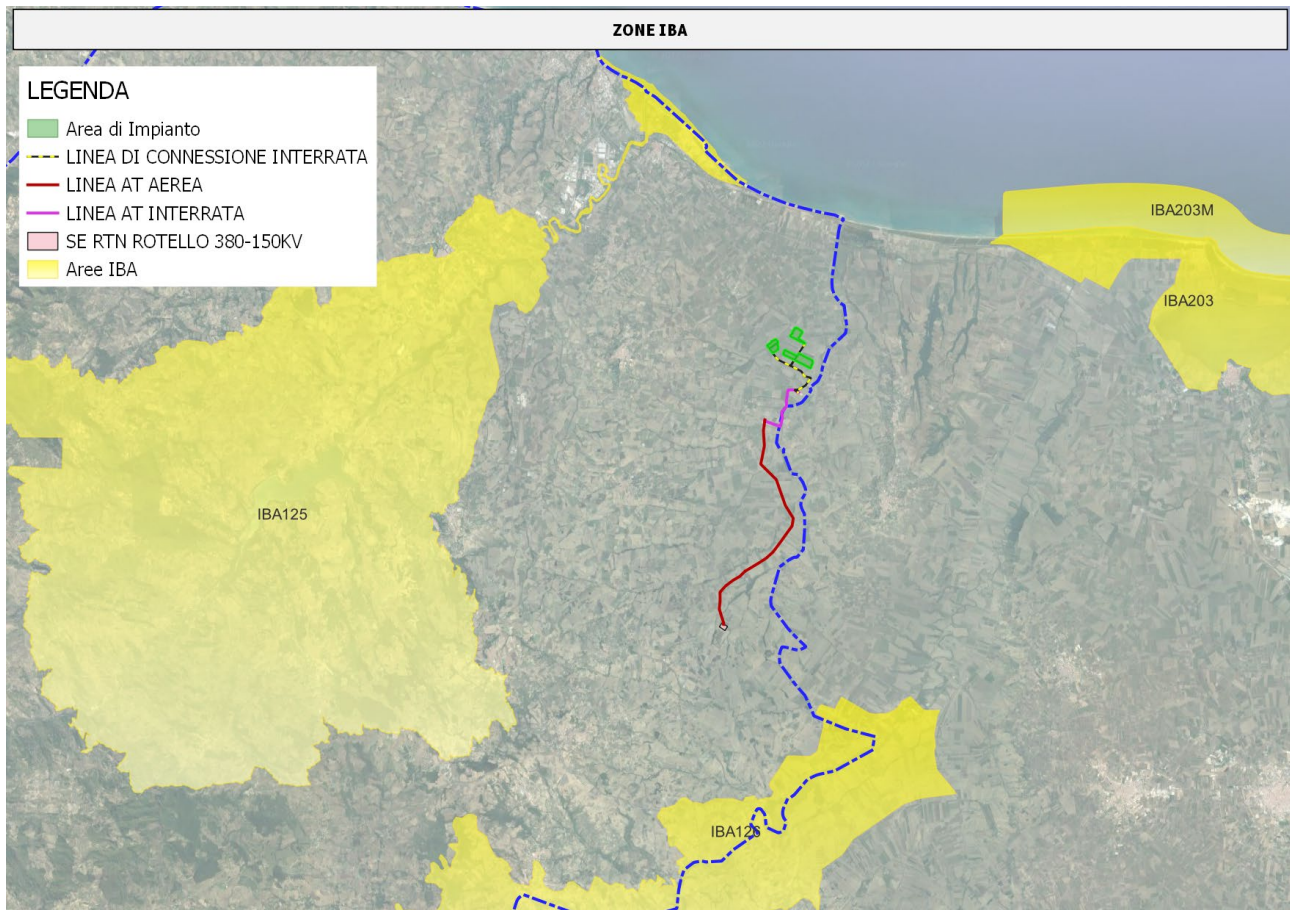 ZONE IBA
LEGENDA
Area di Impianto
LINEA DI CONNESSIONE INTERRATA
LINEA AT AEREA
LINEA AT INTERRATA
SE RTN ROTELLO 380-150KV
Aree IBA
IBA203M
IBA203
IBA125
IBA126